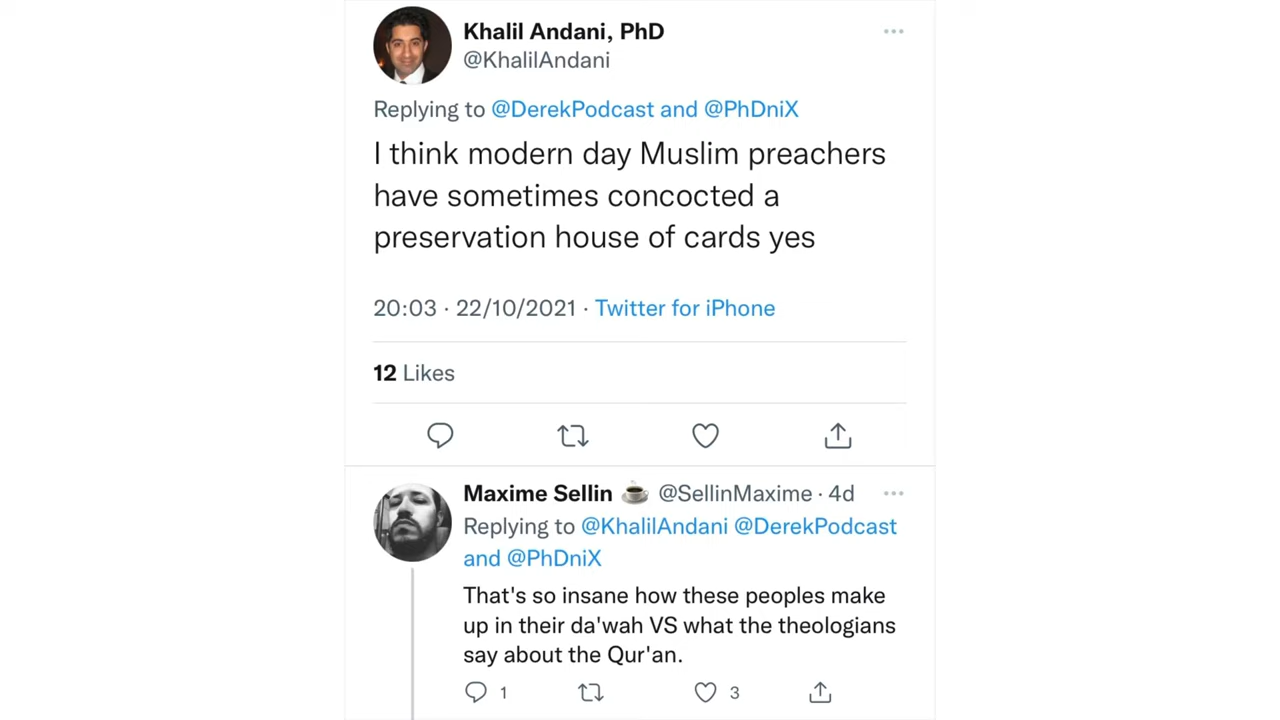 Khalil Andani, PhD
@KhalilAndani
Replying to @DerekPodcast and @PhDniX
I think modern day Muslim preachers
have sometimes concocted a
preservation house of cards yes
20:03 · 22/10/2021 · Twitter for iPhone
12 Likes
Maxime Sellin ☕ @SellinMaxime · 4d
Replying to @KhalilAndani @DerekPodcast
and @PhDniX
That's so insane how these peoples make
up in their da'wah VS what the theologians
say about the Qur'an.
1 3